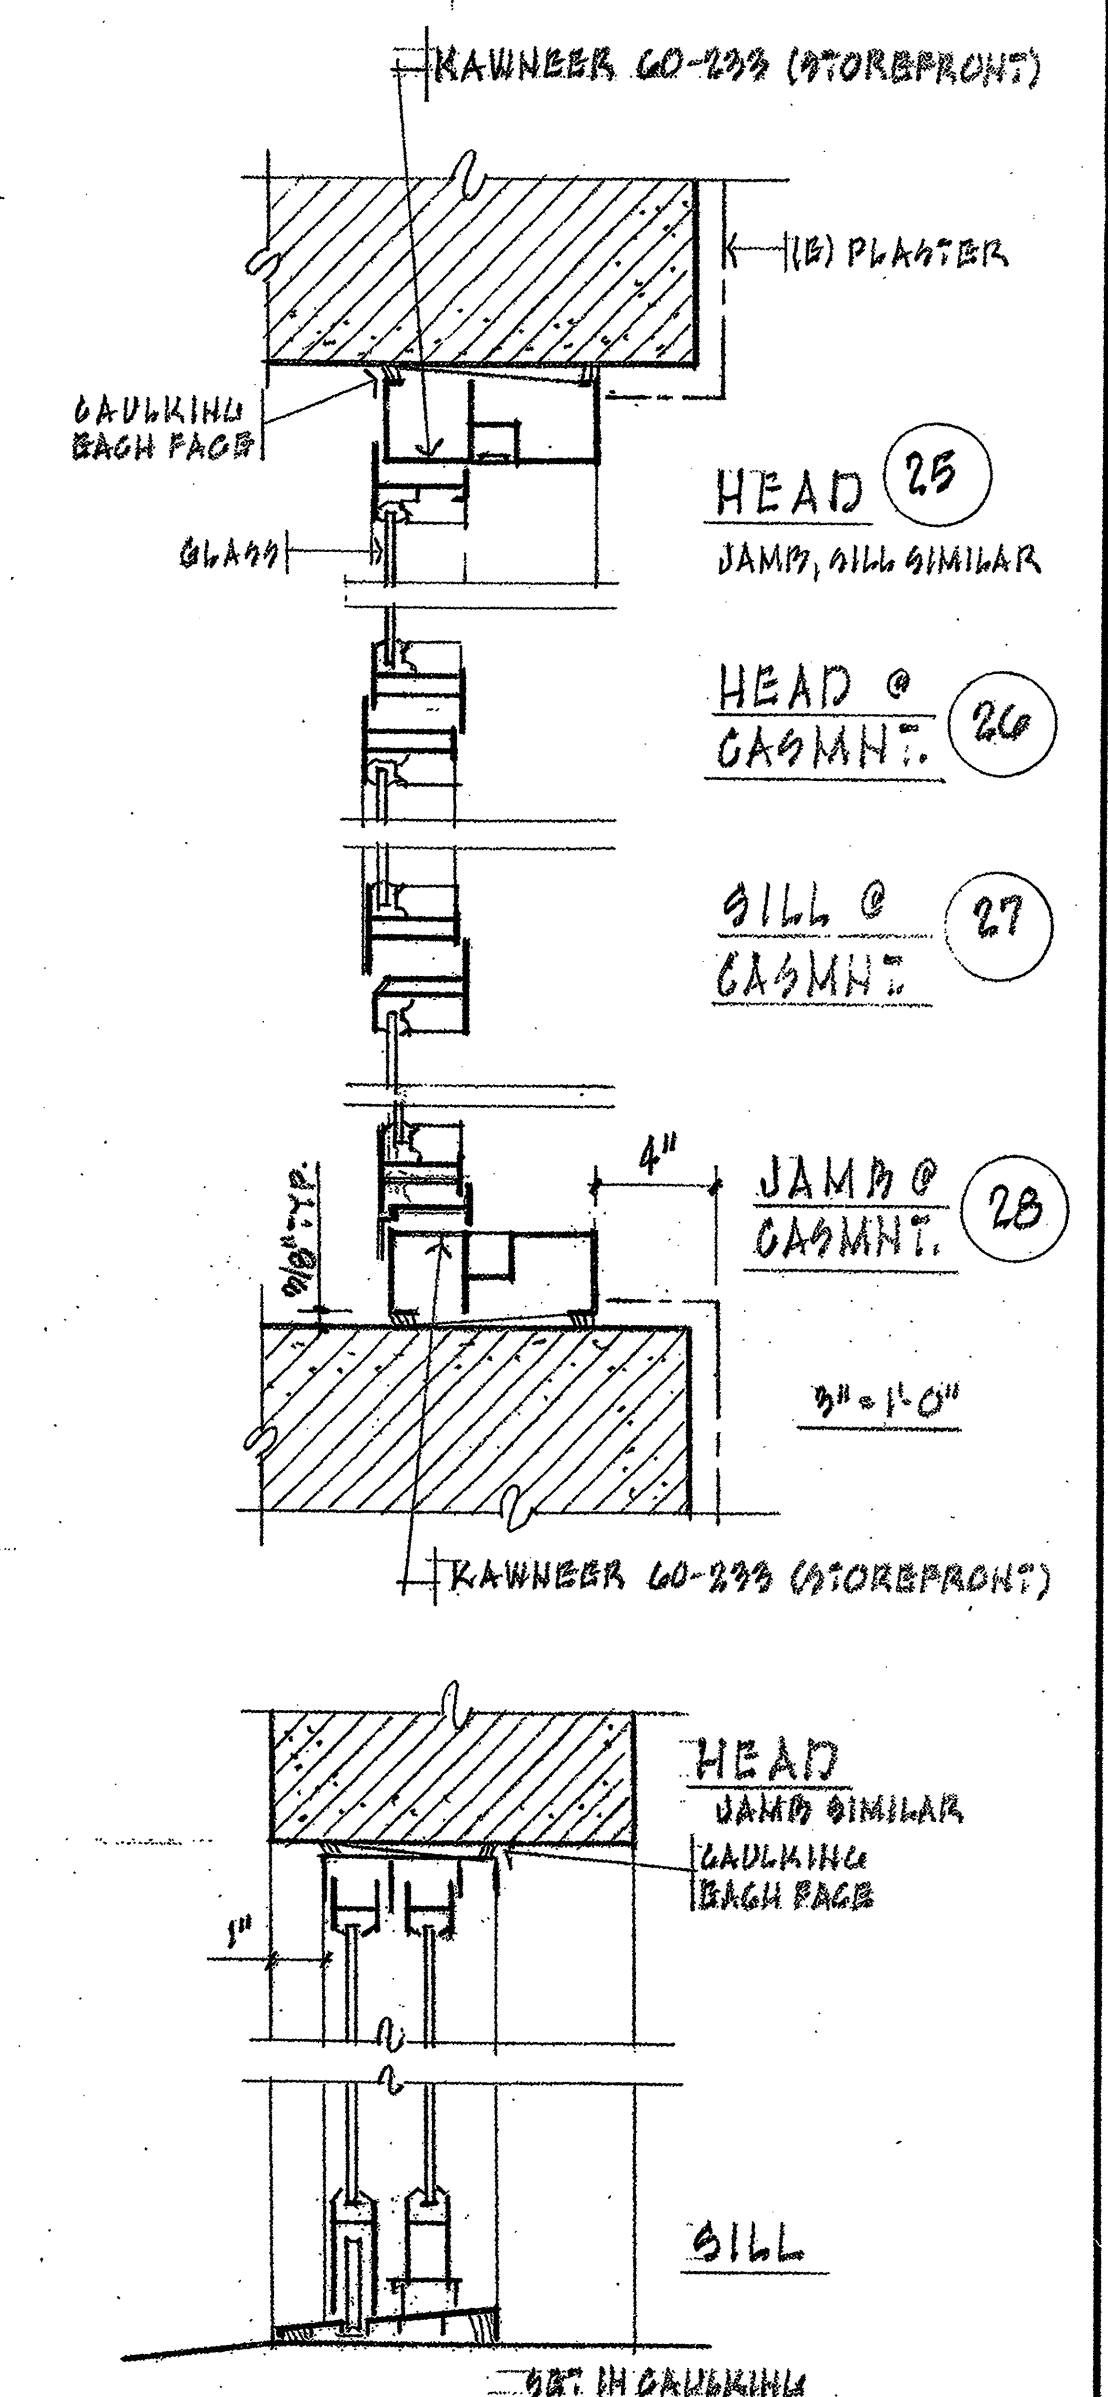 KAWNEER 60-233 (STOREFRONT)
(E) PLASTER
CAULKING
EACH FACE
HEAD 25
JAMB, SILL SIMILAR
GLASS
HEAD @
CASMNT. 26
SILL @
CASMNT. 27
4"
JAMB @
CASMNT. 28
3" = 1'-0"
KAWNEER 60-233 (STOREFRONT)
HEAD
JAMB SIMILAR
CAULKING
EACH FACE
1"
SILL
SET IN CAULKING